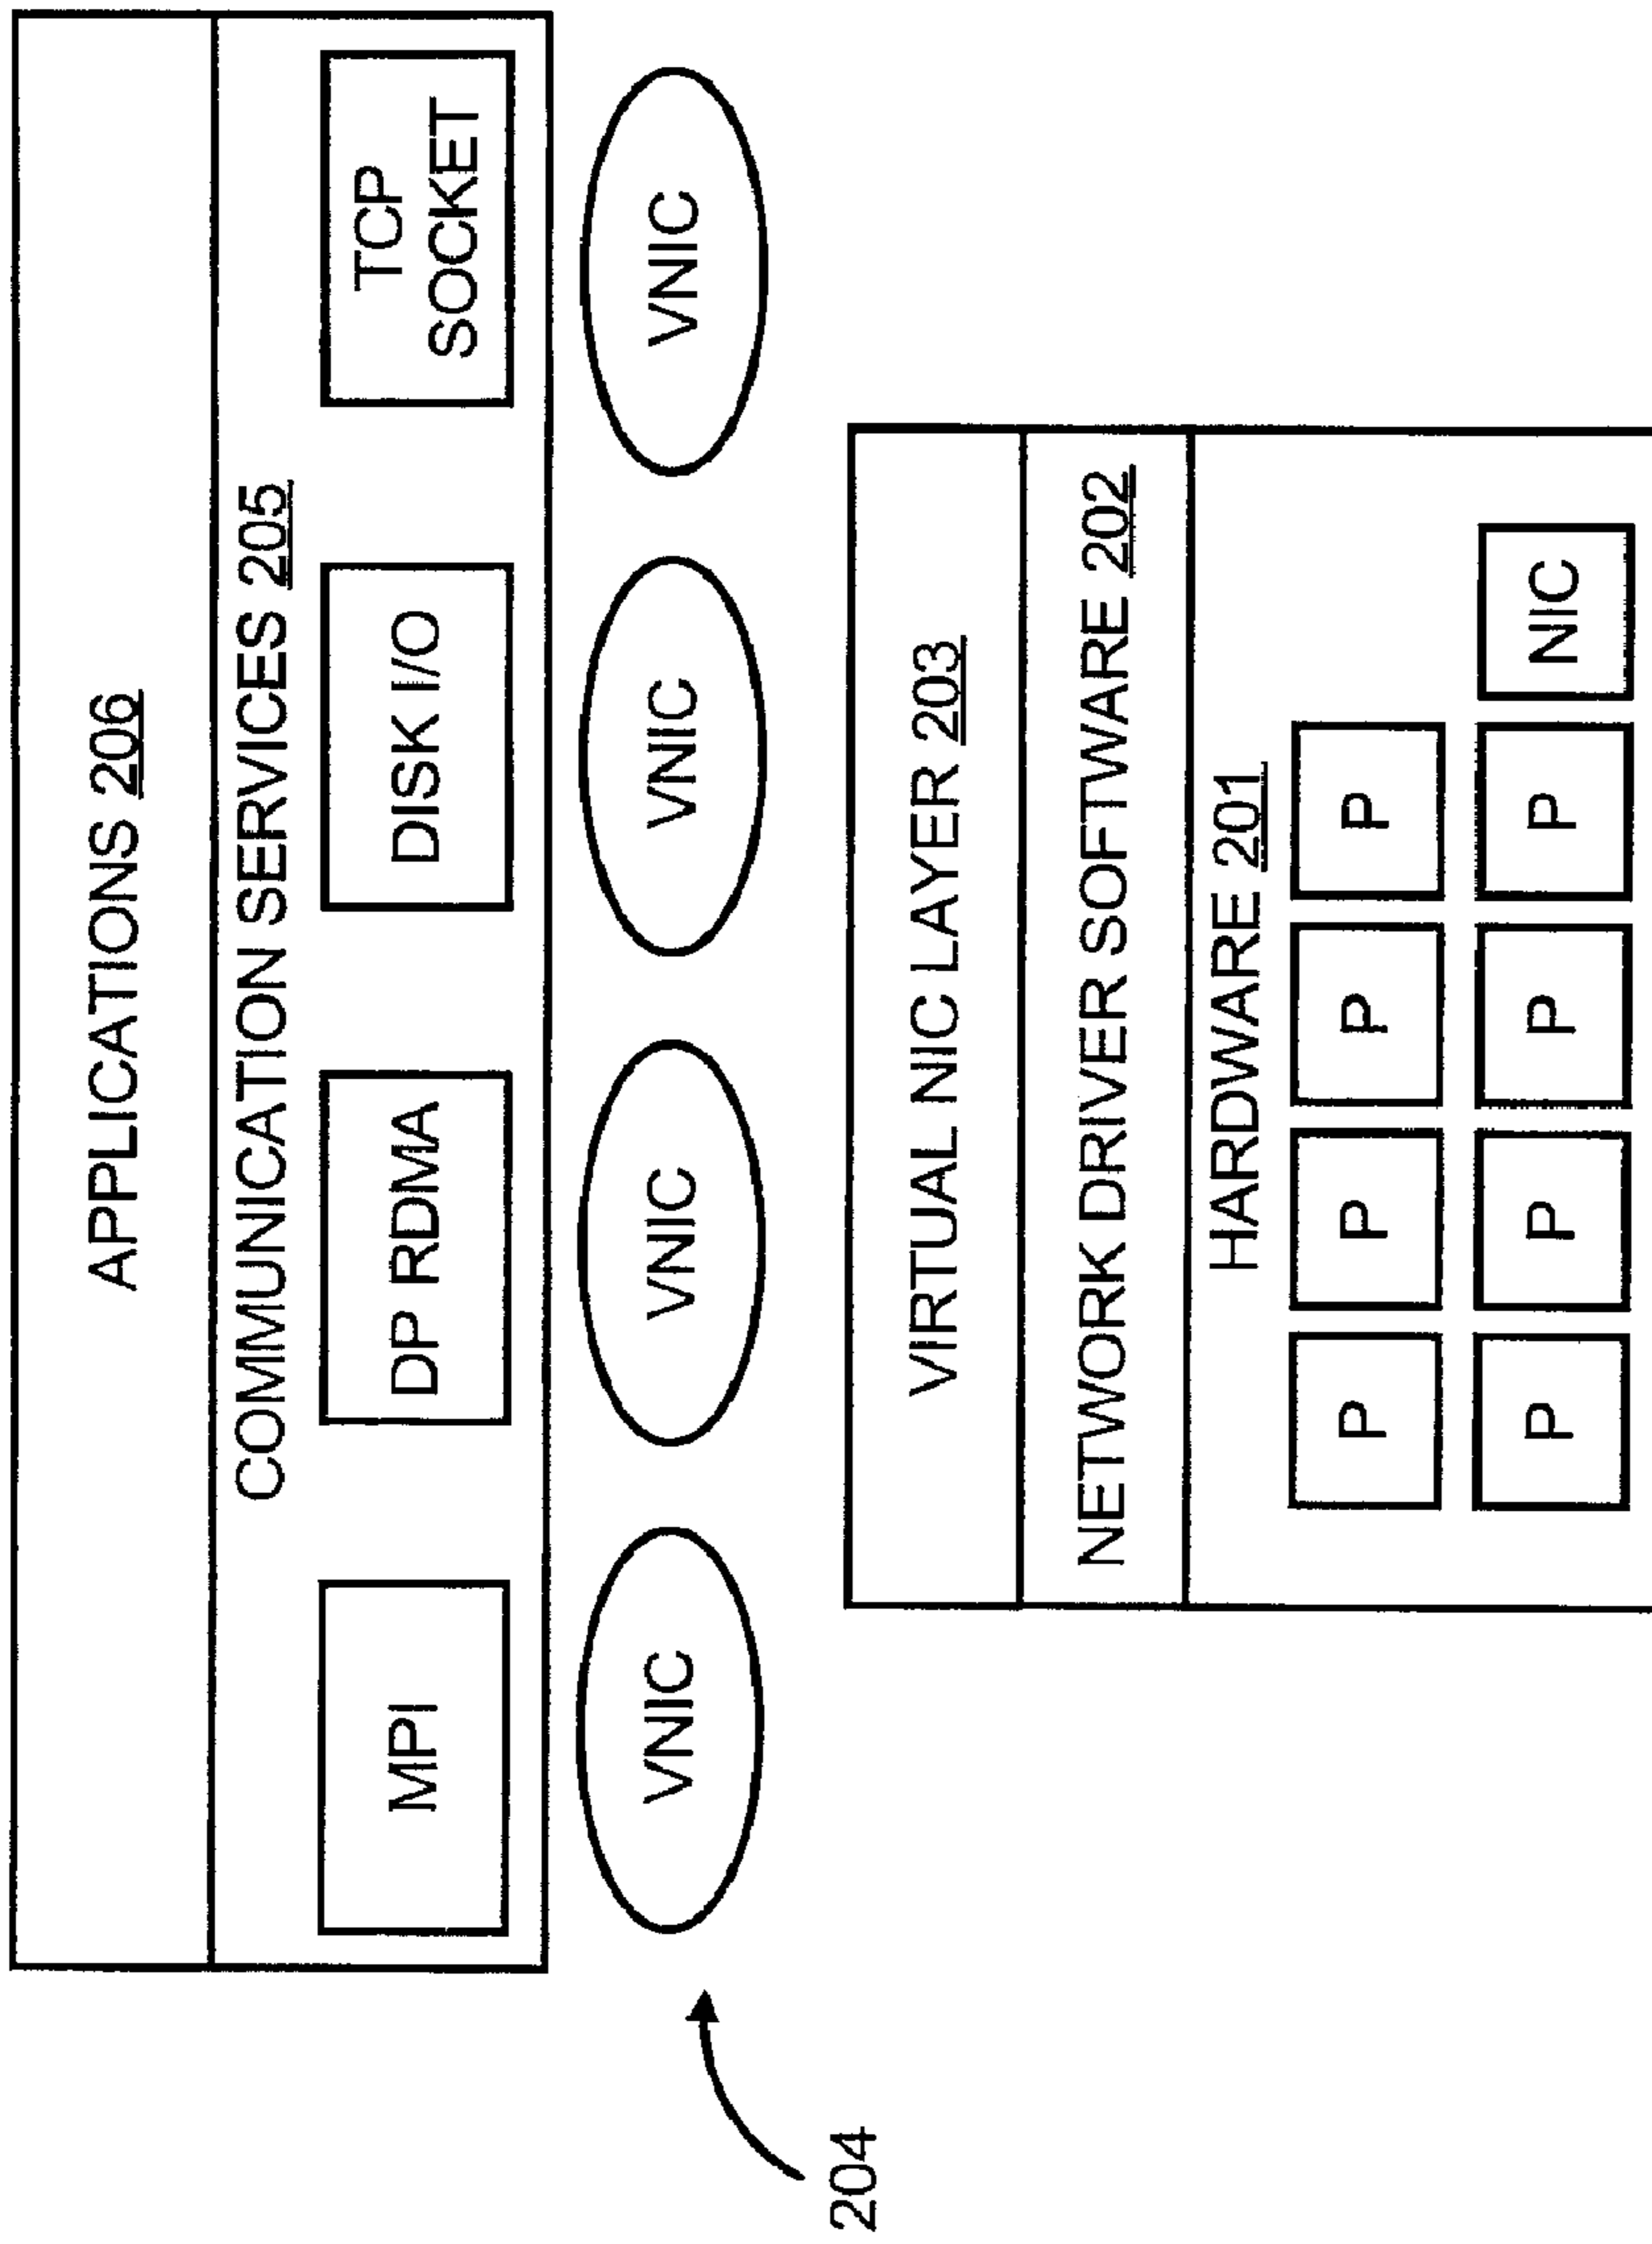 APPLICATIONS 206
COMMUNICATION SERVICES 205
MPI
DP RDMA
DISK I/O
TCP
SOCKET
VNIC
VNIC
VNIC
VNIC
204
VIRTUAL NIC LAYER 203
NETWORK DRIVER SOFTWARE 202
HARDWARE 201
P
P
P
P
P
P
P
P
NIC